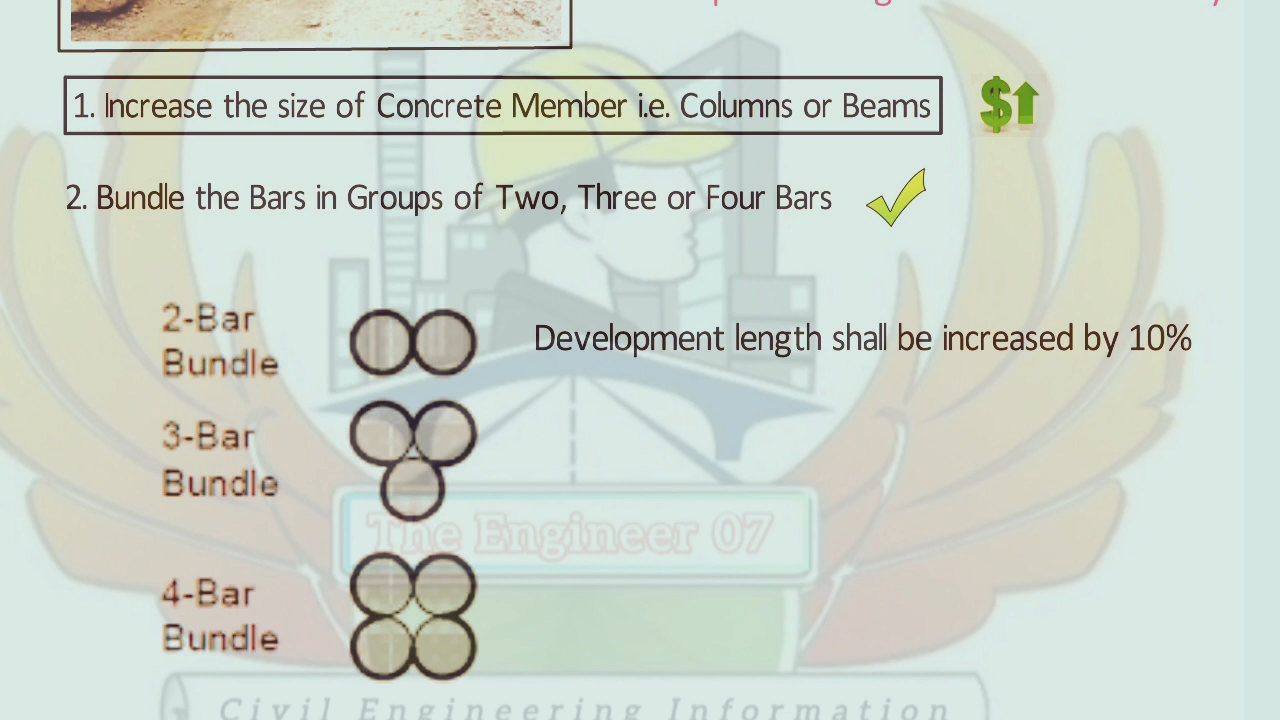 1. Increase the size of Concrete Member i.e. Columns or Beams
2. Bundle the Bars in Groups of Two, Three or Four Bars
2-Bar
Bundle
Development length shall be increased by 10%
3-Bar
Bundle
The Engineer 07
4-Bar
Bundle
Civil Engineering Information